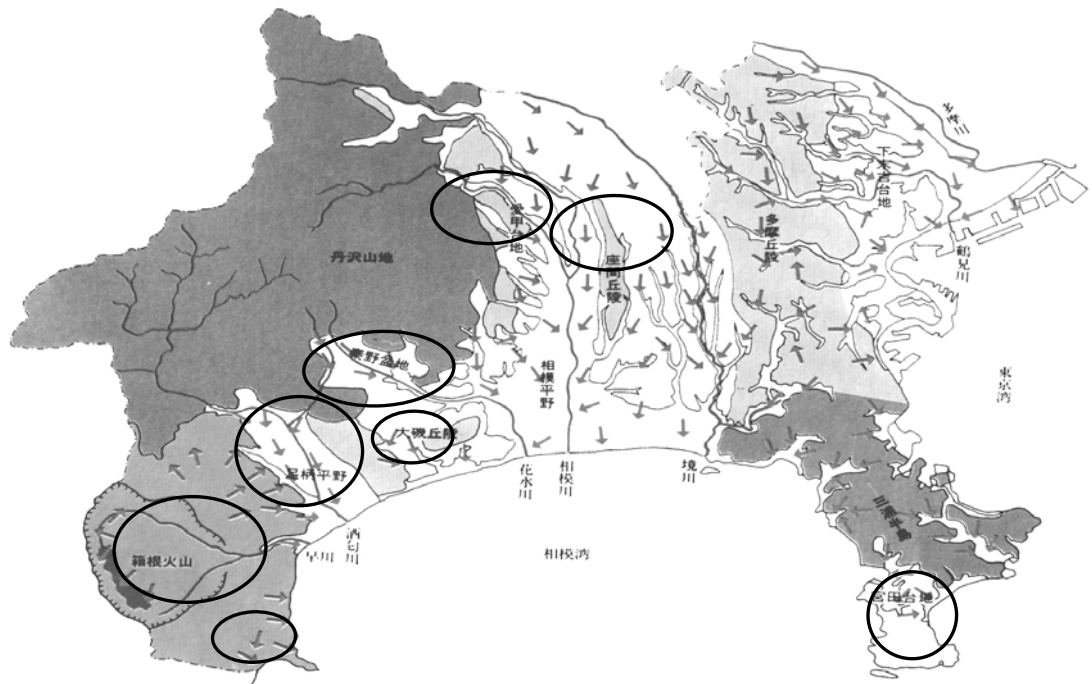 多摩川
下末吉台地
鶴見川
多摩丘陵
愛甲台地
座間丘陵
丹沢山地
秦野盆地
相模平野
東京湾
大磯丘陵
足柄平野
花水川
相模川
境川
三浦半島
酒匂川
早川
箱根火山
相模湾
宮田台地